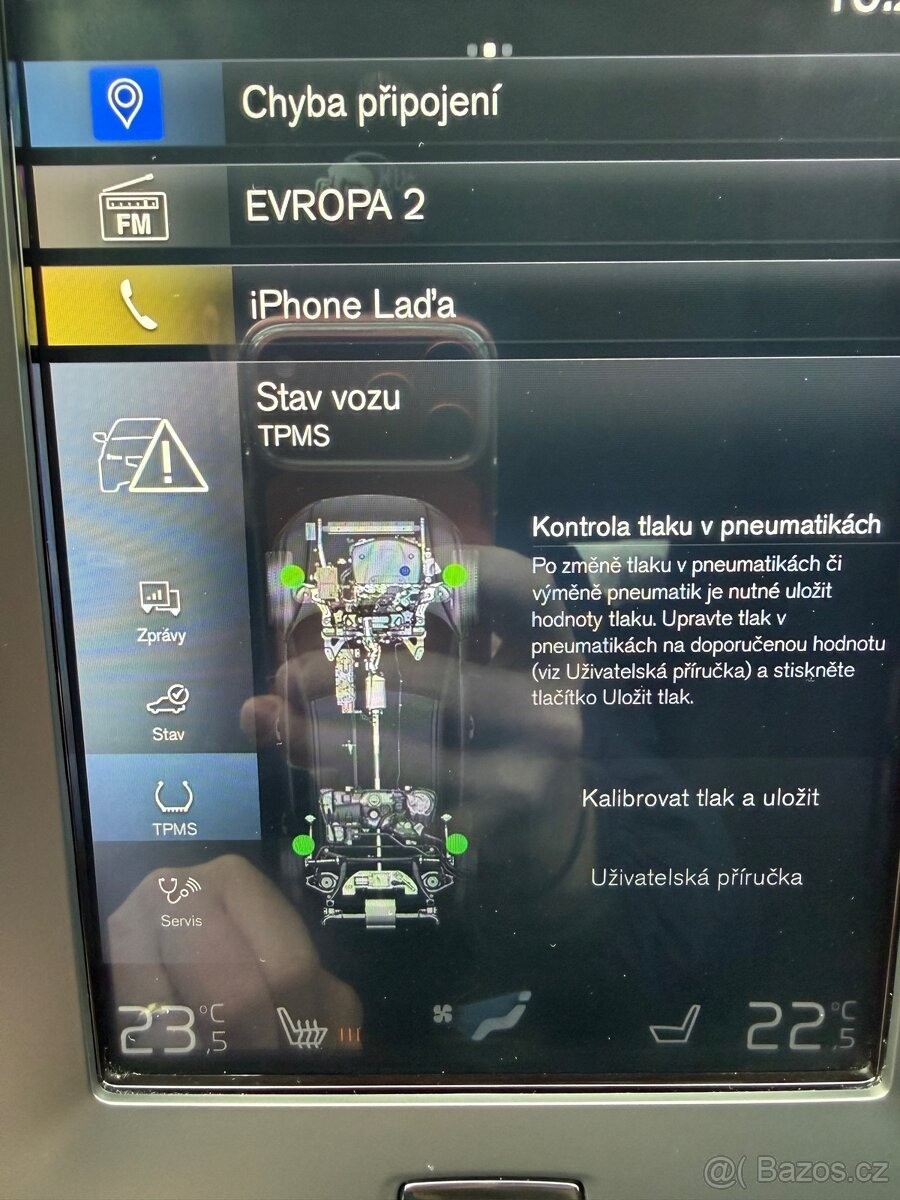 Chyba připojení
FM
EVROPA 2
iPhone Laďa
Stav vozu
TPMS
Kontrola tlaku v pneumatikách
Po změně tlaku v pneumatikách či
výměně pneumatik je nutné uložit
hodnoty tlaku. Upravte tlak v
pneumatikách na doporučenou hodnotu
(viz Uživatelská příručka) a stiskněte
tlačítko Uložit tlak.
Zprávy
Stav
TPMS
Servis
Kalibrovat tlak a uložit
Uživatelská příručka
23,5 °C
22,5 °C
@( Bazos.cz